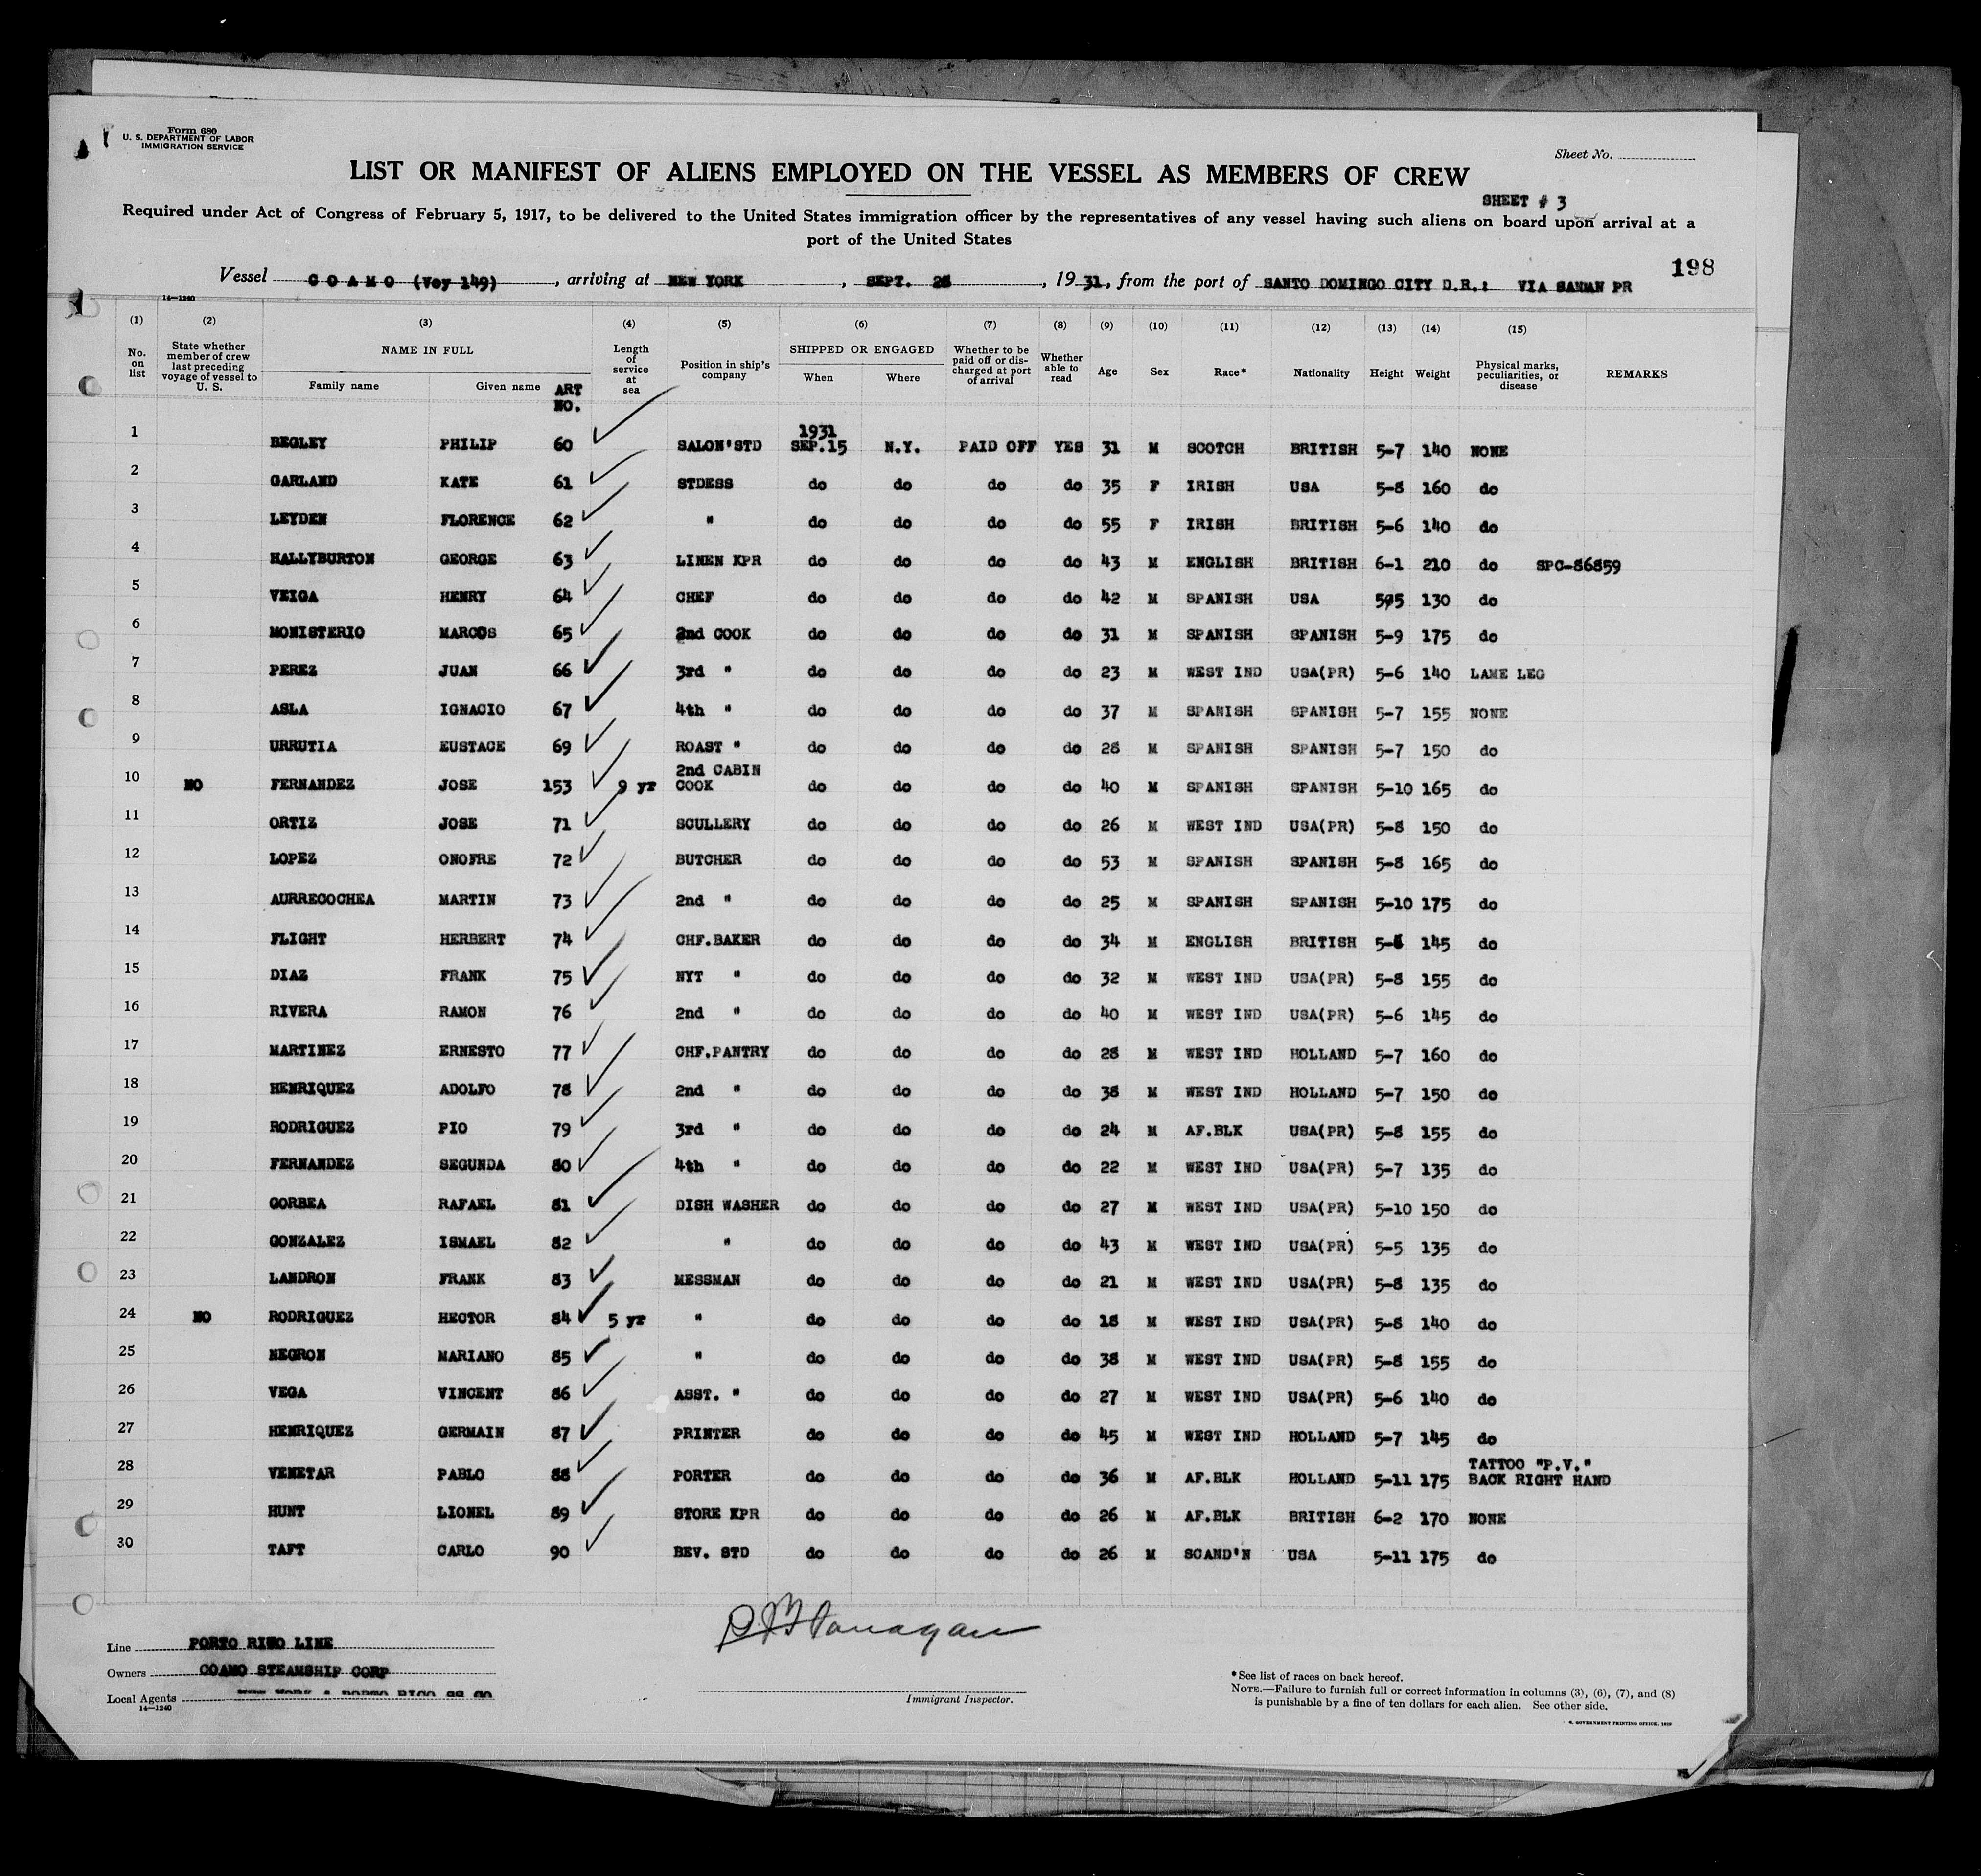 Form 680
U. S. DEPARTMENT OF LABOR
IMMIGRATION SERVICE
Sheet No.
LIST OR MANIFEST OF ALIENS EMPLOYED ON THE VESSEL AS MEMBERS OF CREW
SHEET # 3
Required under Act of Congress of February 5, 1917, to be delivered to the United States immigration officer by the representatives of any vessel having such aliens on board upon arrival at a
port of the United States
198
Vessel C O A M O (Voy 149), arriving at NEW YORK, SEPT. 28, 1931, from the port of SANTO DOMINGO CITY D.R.: VIA SANJUAN PR
14-1240
(1) (2) (3) (4) (5) (6) (7) (8) (9) (10) (11) (12) (13) (14) (15)
No. on list State whether member of crew last preceding voyage of vessel to U. S. NAME IN FULL Length of service at sea Position in ship's company SHIPPED OR ENGAGED Whether to be paid off or discharged at port of arrival Whether able to read Age Sex Race* Nationality Height Weight Physical marks, peculiarities, or disease REMARKS
Family name Given name ART NO. When Where
1931
1 BEGLEY PHILIP 60 SALON'STD SEP.15 N.Y. PAID OFF YES 31 M SCOTCH BRITISH 5-7 140 NONE
2 GARLAND KATE 61 STDESS do do do do 35 F IRISH USA 5-8 160 do
3 LEYDEN FLORENCE 62 " do do do do 55 F IRISH BRITISH 5-6 140 do
4 HALLYBURTON GEORGE 63 LINEN KPR do do do do 43 M ENGLISH BRITISH 6-1 210 do SPC-86859
5 VEIGA HENRY 64 CHEF do do do do 42 M SPANISH USA 5-5 130 do
6 MONISTERIO MARCOS 65 2nd COOK do do do do 31 M SPANISH SPANISH 5-9 175 do
7 PEREZ JUAN 66 3rd " do do do do 23 M WEST IND USA(PR) 5-6 140 LAME LEG
8 ASLA IGNACIO 67 4th " do do do do 37 M SPANISH SPANISH 5-7 155 NONE
9 URRUTIA EUSTACE 69 ROAST " do do do do 28 M SPANISH SPANISH 5-7 150 do
2nd CABIN
10 NO FERNANDEZ JOSE 153 9 yr COOK do do do do 40 M SPANISH SPANISH 5-10 165 do
11 ORTIZ JOSE 71 SCULLERY do do do do 26 M WEST IND USA(PR) 5-8 150 do
12 LOPEZ ONOFRE 72 BUTCHER do do do do 53 M SPANISH SPANISH 5-8 165 do
13 AURRECOCHEA MARTIN 73 2nd " do do do do 25 M SPANISH SPANISH 5-10 175 do
14 FLIGHT HERBERT 74 CHF.BAKER do do do do 34 M ENGLISH BRITISH 5-8 145 do
15 DIAZ FRANK 75 NYT " do do do do 32 M WEST IND USA(PR) 5-8 155 do
16 RIVERA RAMON 76 2nd " do do do do 40 M WEST IND USA(PR) 5-6 145 do
17 MARTINEZ ERNESTO 77 CHF.PANTRY do do do do 28 M WEST IND HOLLAND 5-7 160 do
18 HENRIQUEZ ADOLFO 78 2nd " do do do do 38 M WEST IND HOLLAND 5-7 150 do
19 RODRIGUEZ PIO 79 3rd " do do do do 24 M AF.BLK USA(PR) 5-8 155 do
20 FERNANDEZ SEGUNDA 80 4th " do do do do 22 M WEST IND USA(PR) 5-7 135 do
21 GORBEA RAFAEL 81 DISH WASHER do do do do 27 M WEST IND USA(PR) 5-10 150 do
22 GONZALEZ ISMAEL 82 " do do do do 43 M WEST IND USA(PR) 5-5 135 do
23 LANDRON FRANK 83 MESSMAN do do do do 21 M WEST IND USA(PR) 5-8 135 do
24 NO RODRIGUEZ HECTOR 84 5 yr " do do do do 18 M WEST IND USA(PR) 5-8 140 do
25 NEGRON MARIANO 85 " do do do do 38 M WEST IND USA(PR) 5-8 155 do
26 VEGA VINCENT 86 ASST. " do do do do 27 M WEST IND USA(PR) 5-6 140 do
27 HENRIQUEZ GERMAIN 87 PRINTER do do do do 45 M WEST IND HOLLAND 5-7 145 do
TATTOO "P.V."
28 VENETAR PABLO 88 PORTER do do do do 36 M AF.BLK HOLLAND 5-11 175 BACK RIGHT HAND
29 HUNT LIONEL 89 STORE KPR do do do do 26 M AF.BLK BRITISH 6-2 170 NONE
30 TAFT CARLO 90 BEV. STD do do do do 26 M SCAND'N USA 5-11 175 do
Line PORTO RICO LINE
Owners COAMO STEAMSHIP CORP
Local Agents NEW YORK & PORTO RICO SS CO
14-1240
Immigrant Inspector.
*See list of races on back hereof.
NOTE.—Failure to furnish full or correct information in columns (3), (6), (7), and (8)
is punishable by a fine of ten dollars for each alien. See other side.
GOVERNMENT PRINTING OFFICE